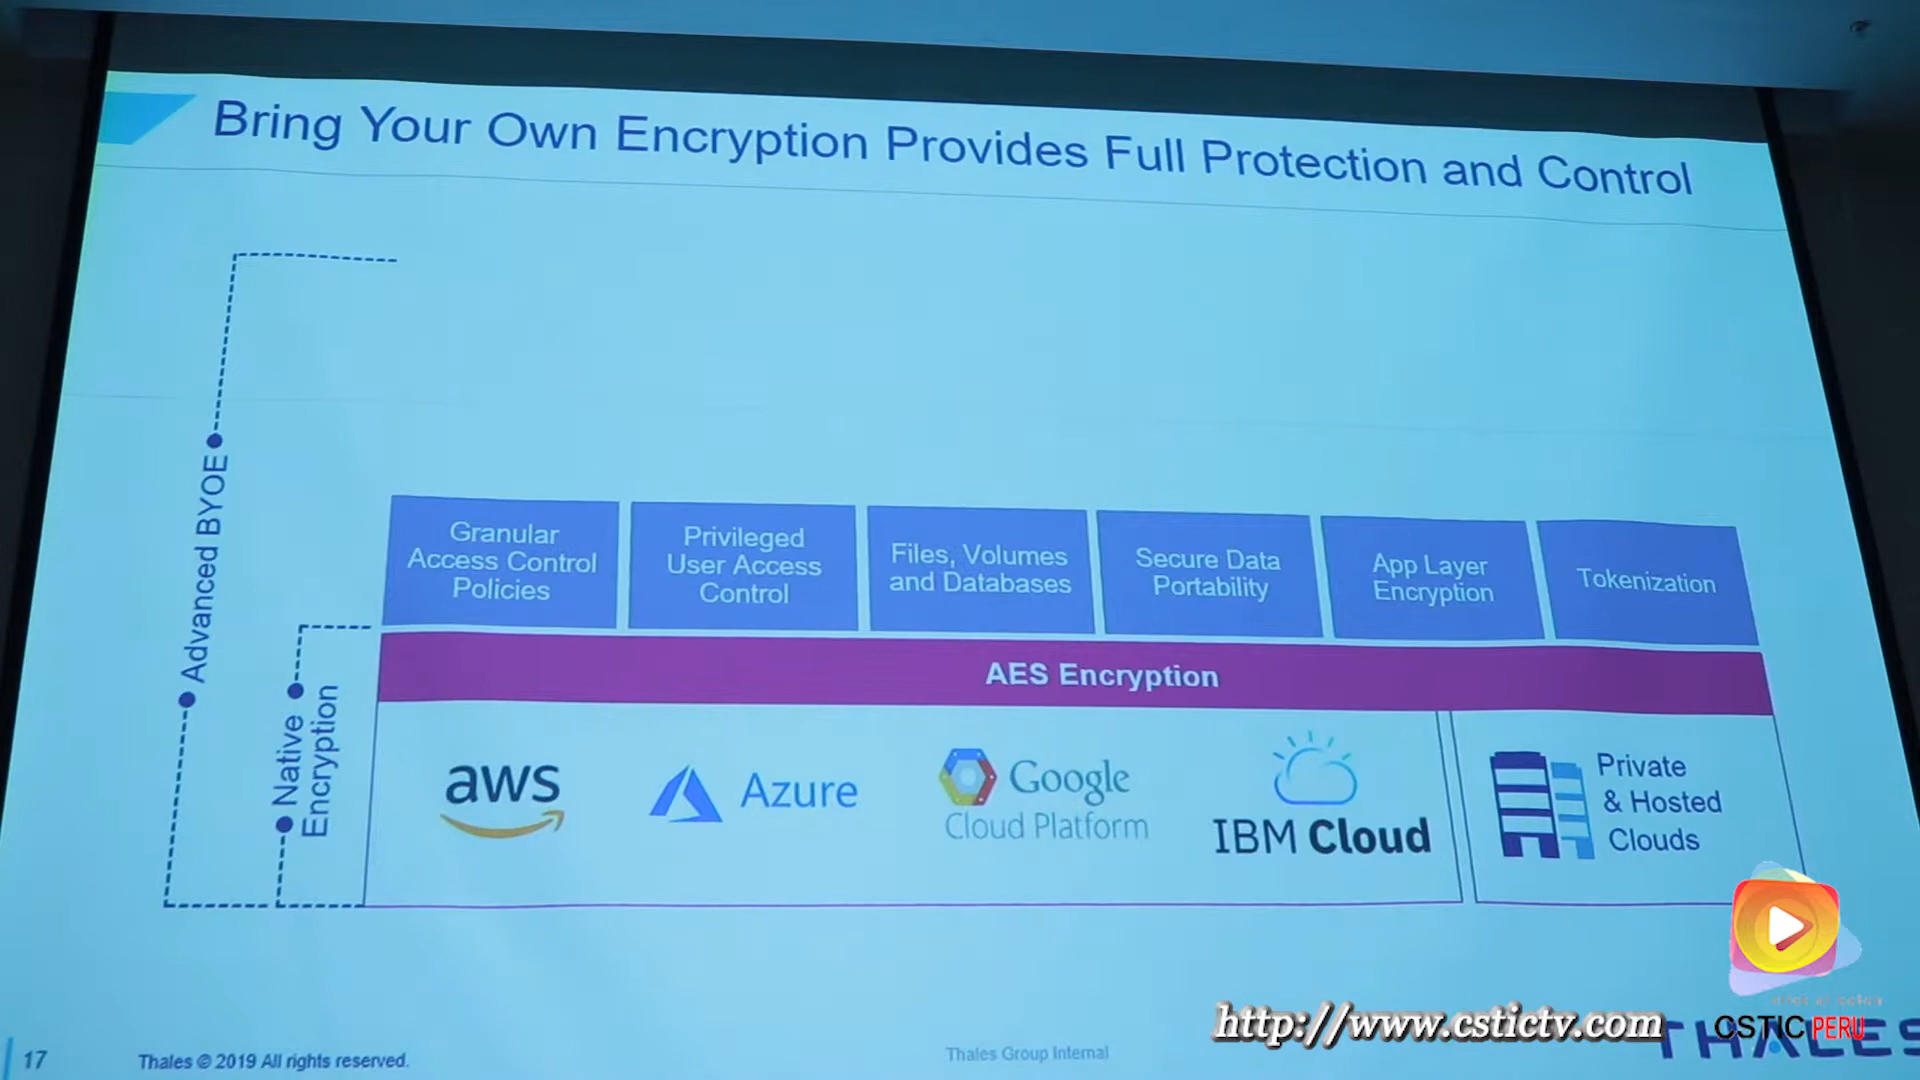 Bring Your Own Encryption Provides Full Protection and Control
Advanced BYOE
Native
Encryption
Granular
Access Control
Policies
Privileged
User Access
Control
Files, Volumes
and Databases
Secure Data
Portability
App Layer
Encryption
Tokenization
AES Encryption
aws
Azure
Google
Cloud Platform
IBM Cloud
Private
& Hosted
Clouds
17
Thales © 2019 All rights reserved.
Thales Group Internal
http://www.cstictv.com
CSTIC PERU
THALES